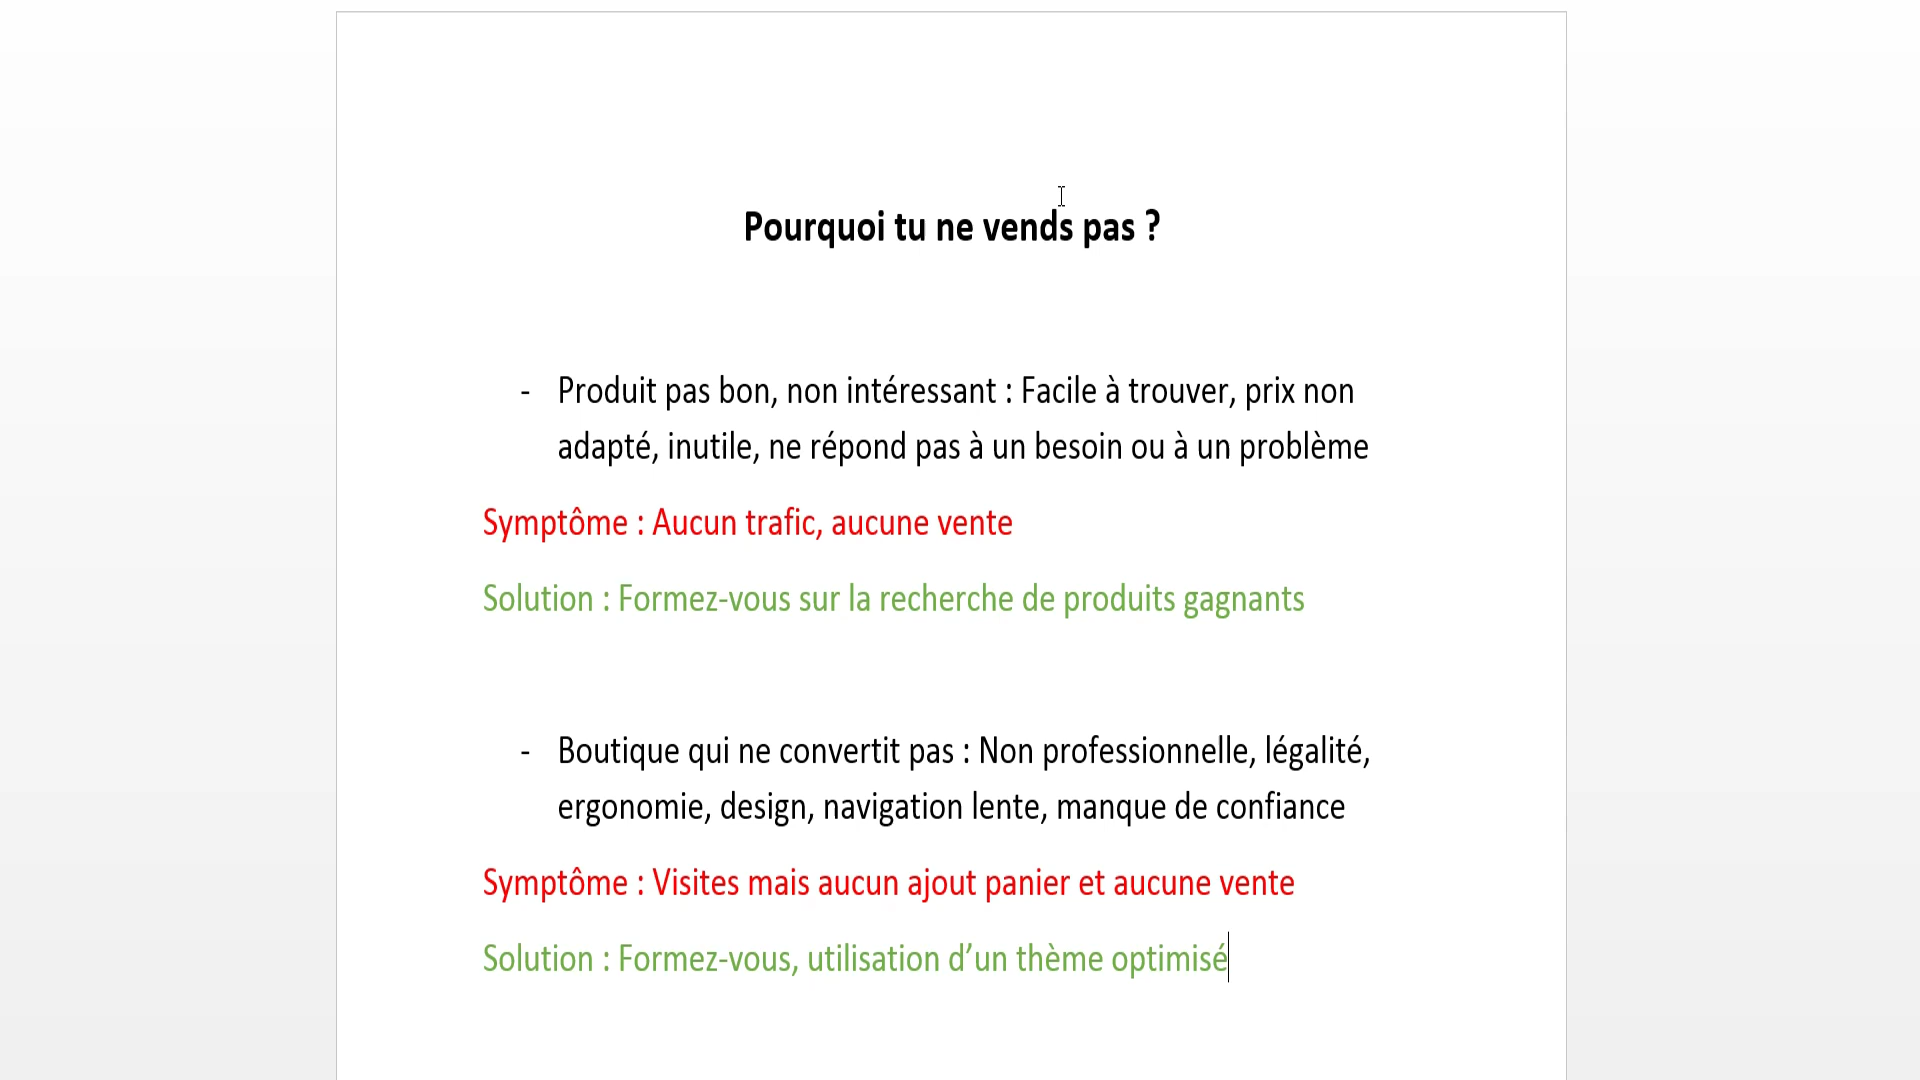 Pourquoi tu ne vends pas ?
- Produit pas bon, non intéressant : Facile à trouver, prix non
adapté, inutile, ne répond pas à un besoin ou à un problème
Symptôme : Aucun trafic, aucune vente
Solution : Formez-vous sur la recherche de produits gagnants
- Boutique qui ne convertit pas : Non professionnelle, légalité,
ergonomie, design, navigation lente, manque de confiance
Symptôme : Visites mais aucun ajout panier et aucune vente
Solution : Formez-vous, utilisation d’un thème optimisé